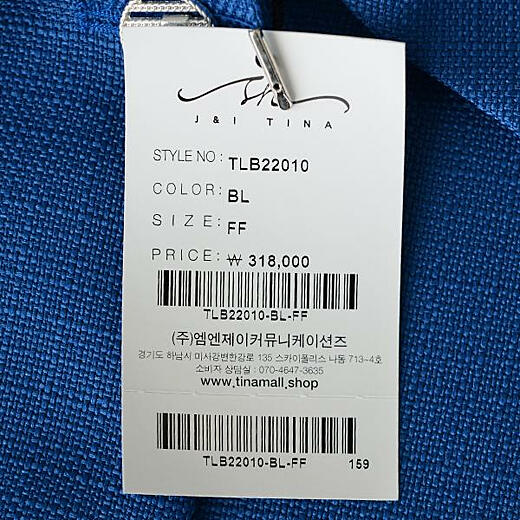 J & I TINA
STYLE NO : TLB22010
COLOR: BL
SIZE: FF
PRICE: ₩ 318,000
TLB22010-BL-FF
(주)엠엔제이커뮤니케이션즈
경기도 하남시 미사강변한강로 135 스카이폴리스 나동 713-4호
소비자 상담실 : 070-4647-3635
www.tinamall.shop
TLB22010-BL-FF 159